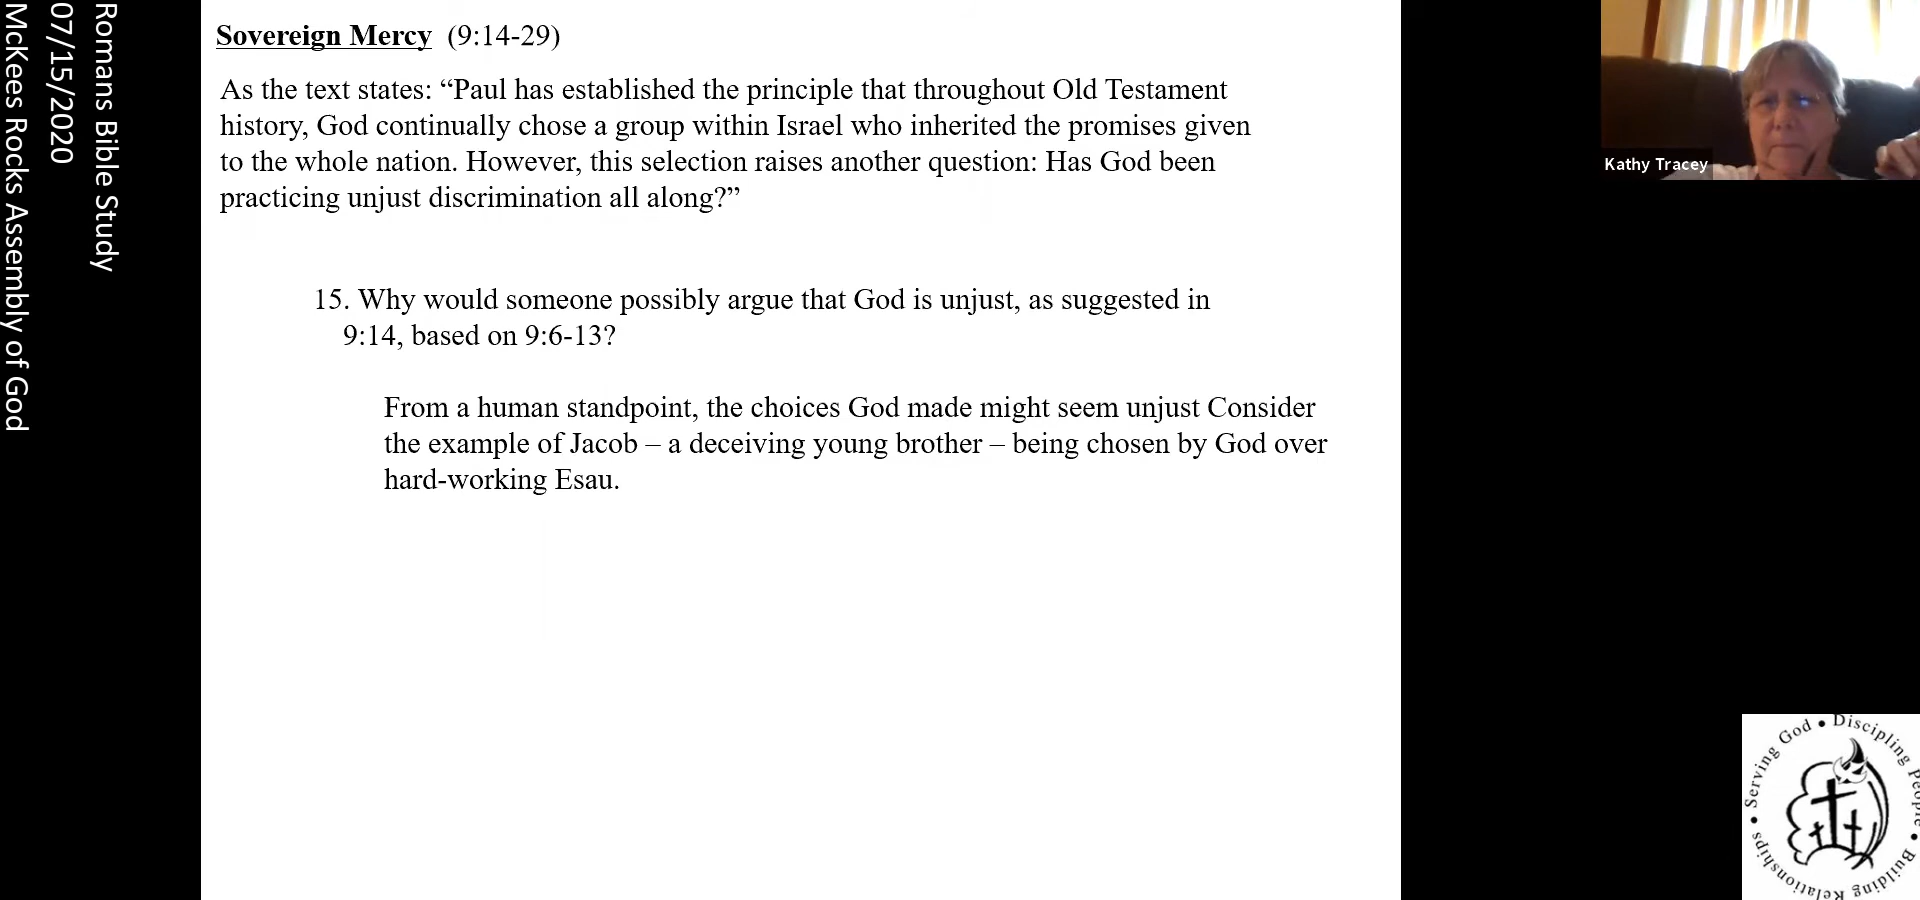 Romans Bible Study
07/15/2020
McKees Rocks Assembly of God
Sovereign Mercy (9:14-29)
As the text states: “Paul has established the principle that throughout Old Testament
history, God continually chose a group within Israel who inherited the promises given
to the whole nation. However, this selection raises another question: Has God been
practicing unjust discrimination all along?”
15. Why would someone possibly argue that God is unjust, as suggested in
9:14, based on 9:6-13?
From a human standpoint, the choices God made might seem unjust Consider
the example of Jacob – a deceiving young brother – being chosen by God over
hard-working Esau.
Kathy Tracey
Serving God • Discipling People • Building Relationships •